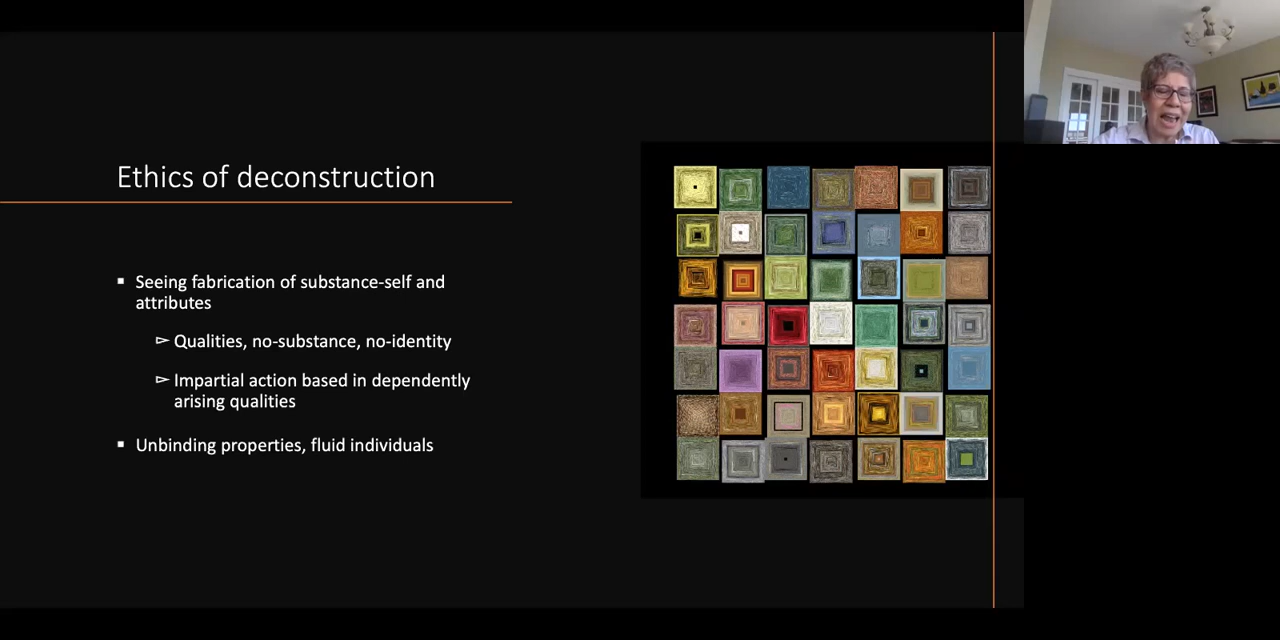 Ethics of deconstruction
▪ Seeing fabrication of substance-self and
attributes
➢ Qualities, no-substance, no-identity
➢ Impartial action based in dependently
arising qualities
▪ Unbinding properties, fluid individuals